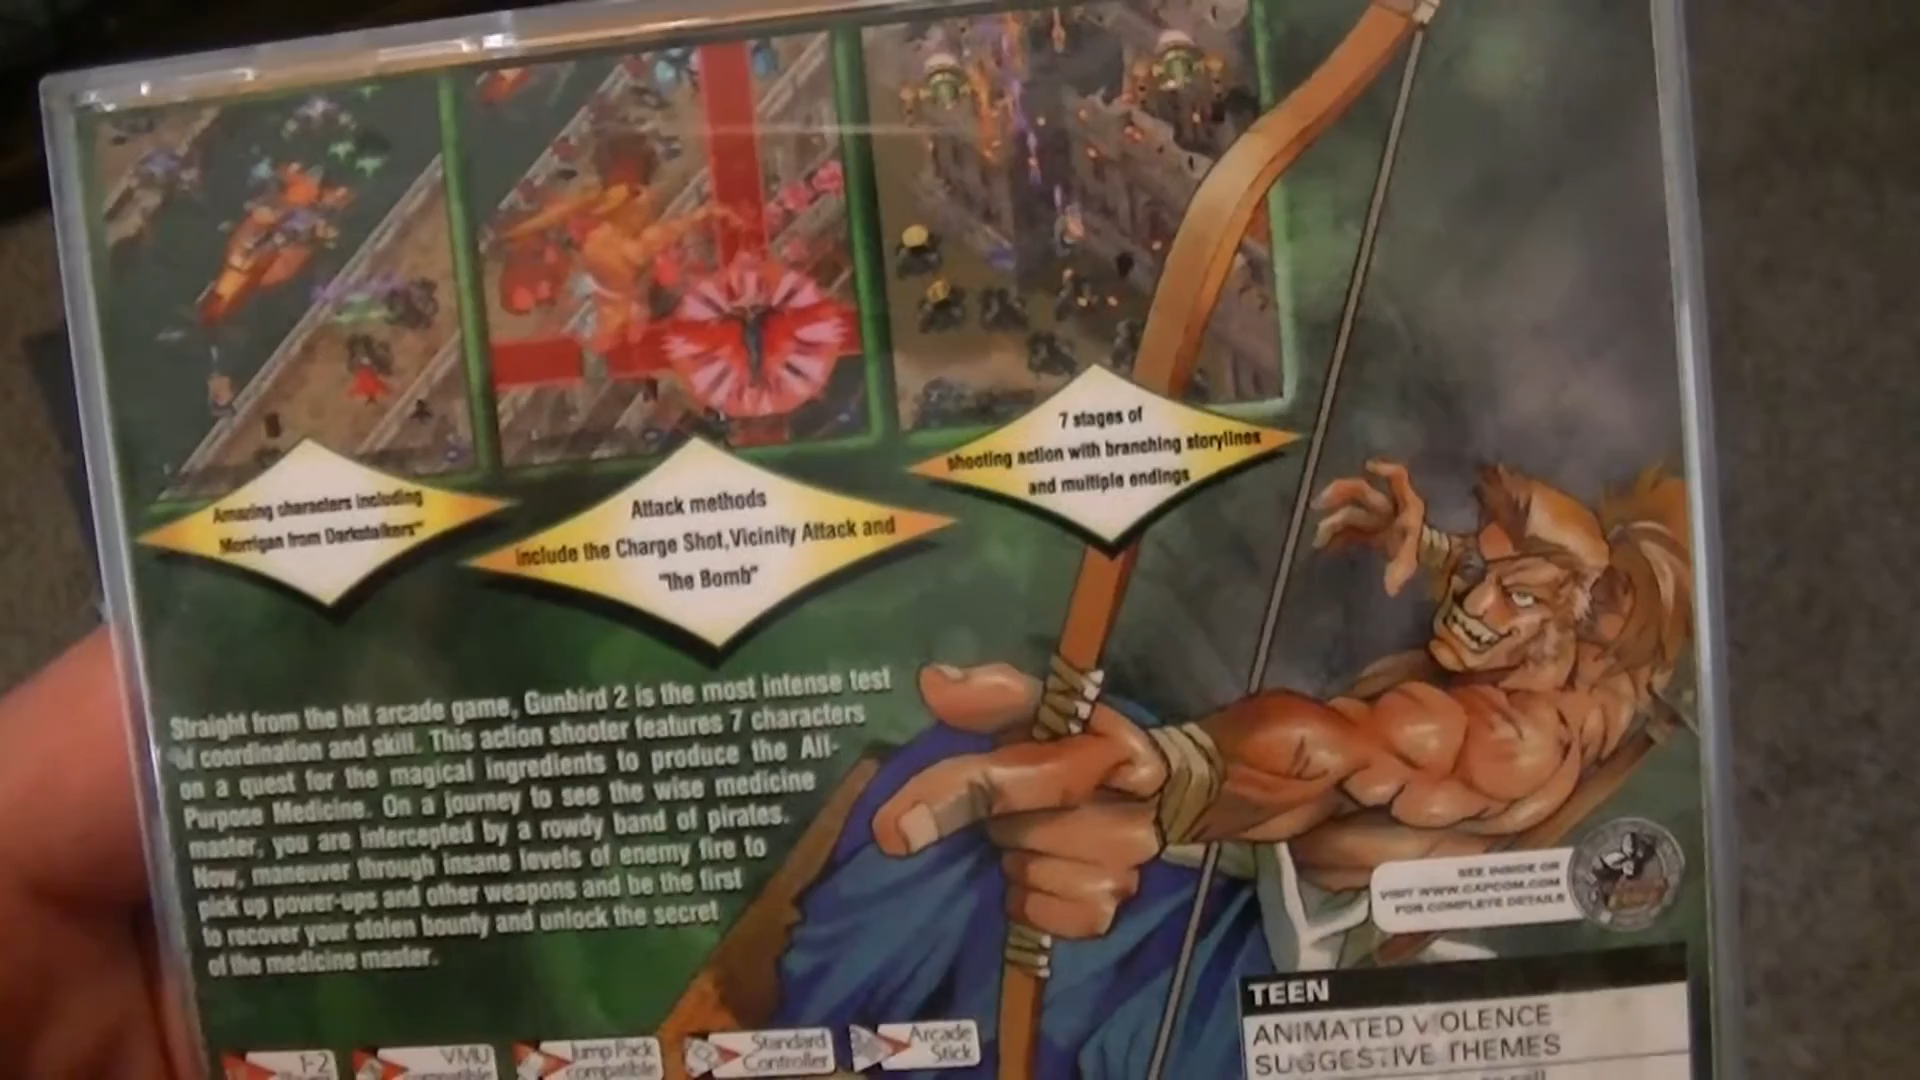 Amazing characters including
Morrigan from Darkstalkers™
Attack methods
include the Charge Shot, Vicinity Attack and
"The Bomb"
7 stages of
shooting action with branching storylines
and multiple endings
Straight from the hit arcade game, Gunbird 2 is the most intense test
of coordination and skill. This action shooter features 7 characters
on a quest for the magical ingredients to produce the All-
Purpose Medicine. On a journey to see the wise medicine
master, you are intercepted by a rowdy band of pirates.
Now, maneuver through insane levels of enemy fire to
pick up power-ups and other weapons and be the first
to recover your stolen bounty and unlock the secret
of the medicine master.
SEE INSIDE OR
VISIT WWW.CAPCOM.COM
FOR COMPLETE DETAILS
TEEN
ANIMATED VIOLENCE
SUGGESTIVE THEMES
1-2
VMU
compatible
Jump Pack
compatible
Standard
Controller
Arcade
Stick